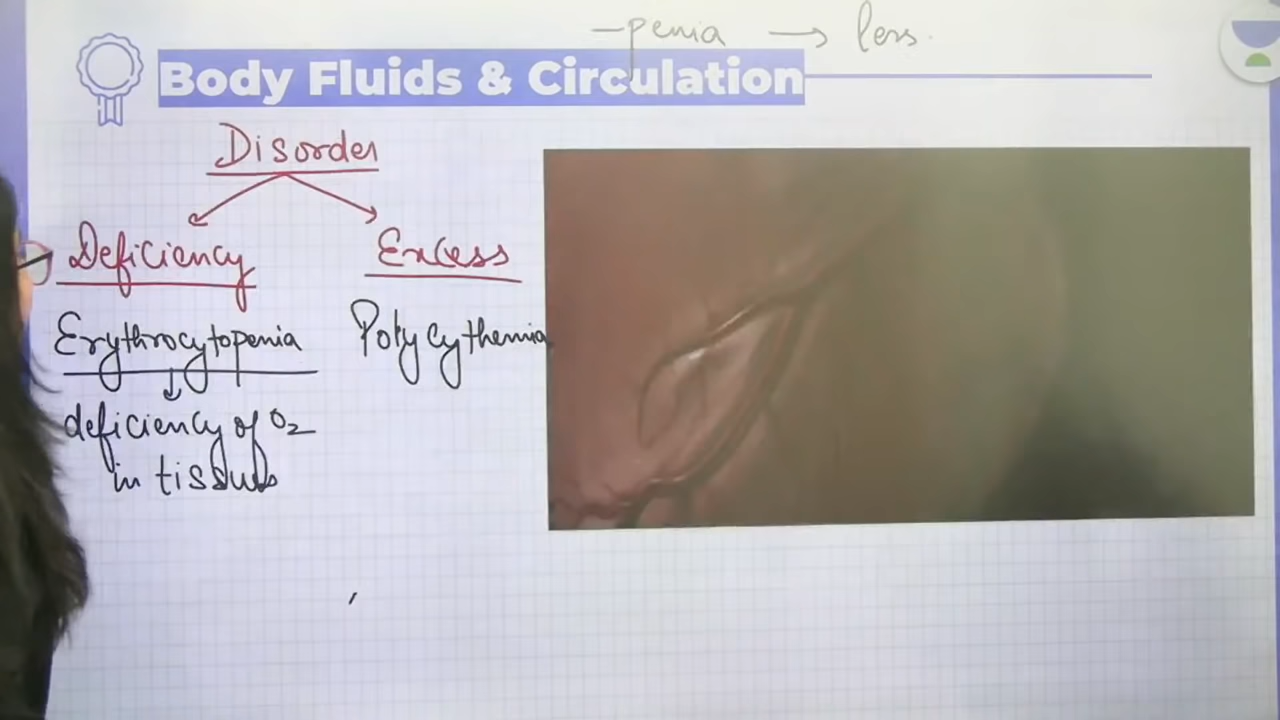 -penia → less.
Body Fluids & Circulation
Disorder
Deficiency
Excess
Erythrocytopenia
Polycythemia
↓
deficiency of O₂
in tissues